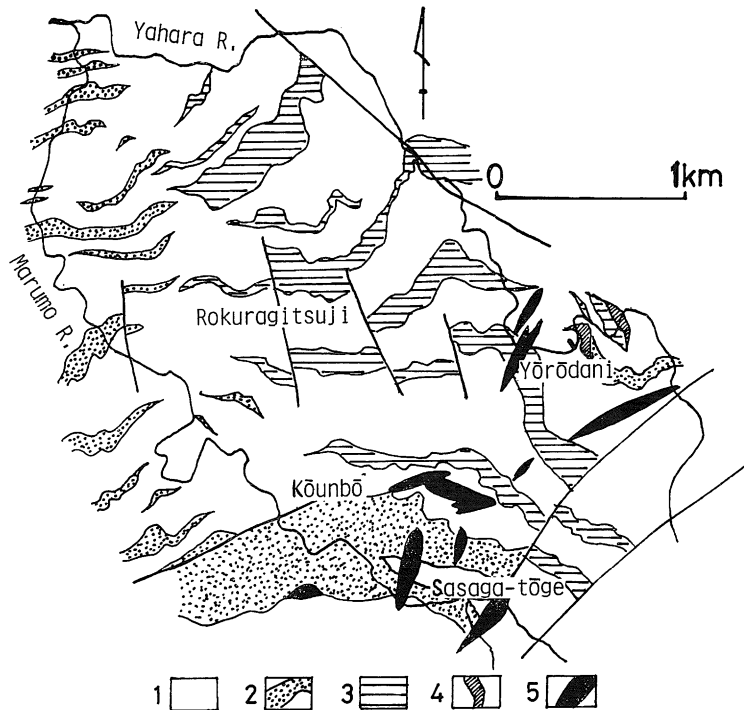 Yahara R.
0 1km
Marumo R.
Rokuragitsuji
Yōrōdani
Kōunbō
Sasaga-tōge
1 2 3 4 5